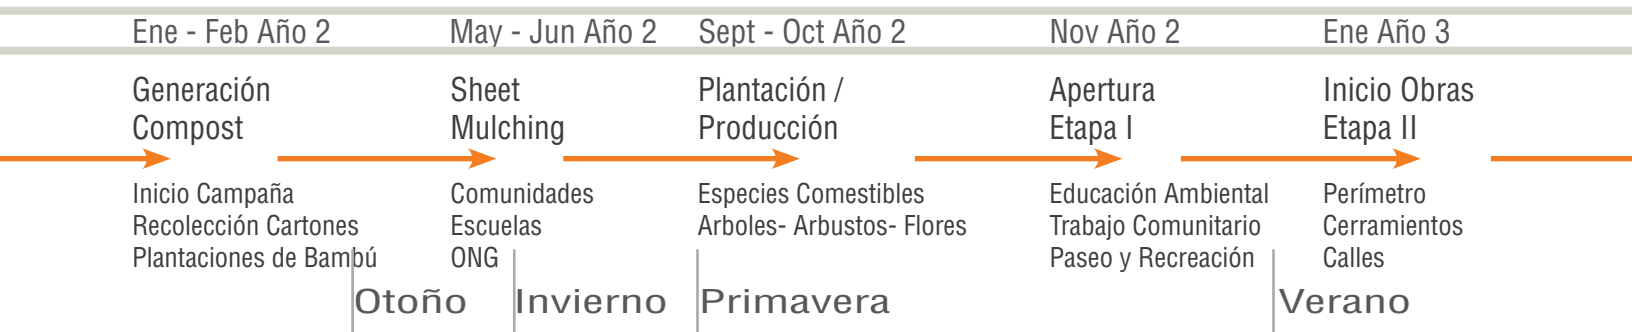 Ene - Feb Año 2
May - Jun Año 2
Sept - Oct Año 2
Nov Año 2
Ene Año 3
Generación
Compost
Sheet
Mulching
Plantación /
Producción
Apertura
Etapa I
Inicio Obras
Etapa II
Inicio Campaña
Recolección Cartones
Plantaciones de Bambú
Comunidades
Escuelas
ONG
Especies Comestibles
Arboles- Arbustos- Flores
Educación Ambiental
Trabajo Comunitario
Paseo y Recreación
Perímetro
Cerramientos
Calles
Otoño
Invierno
Primavera
Verano